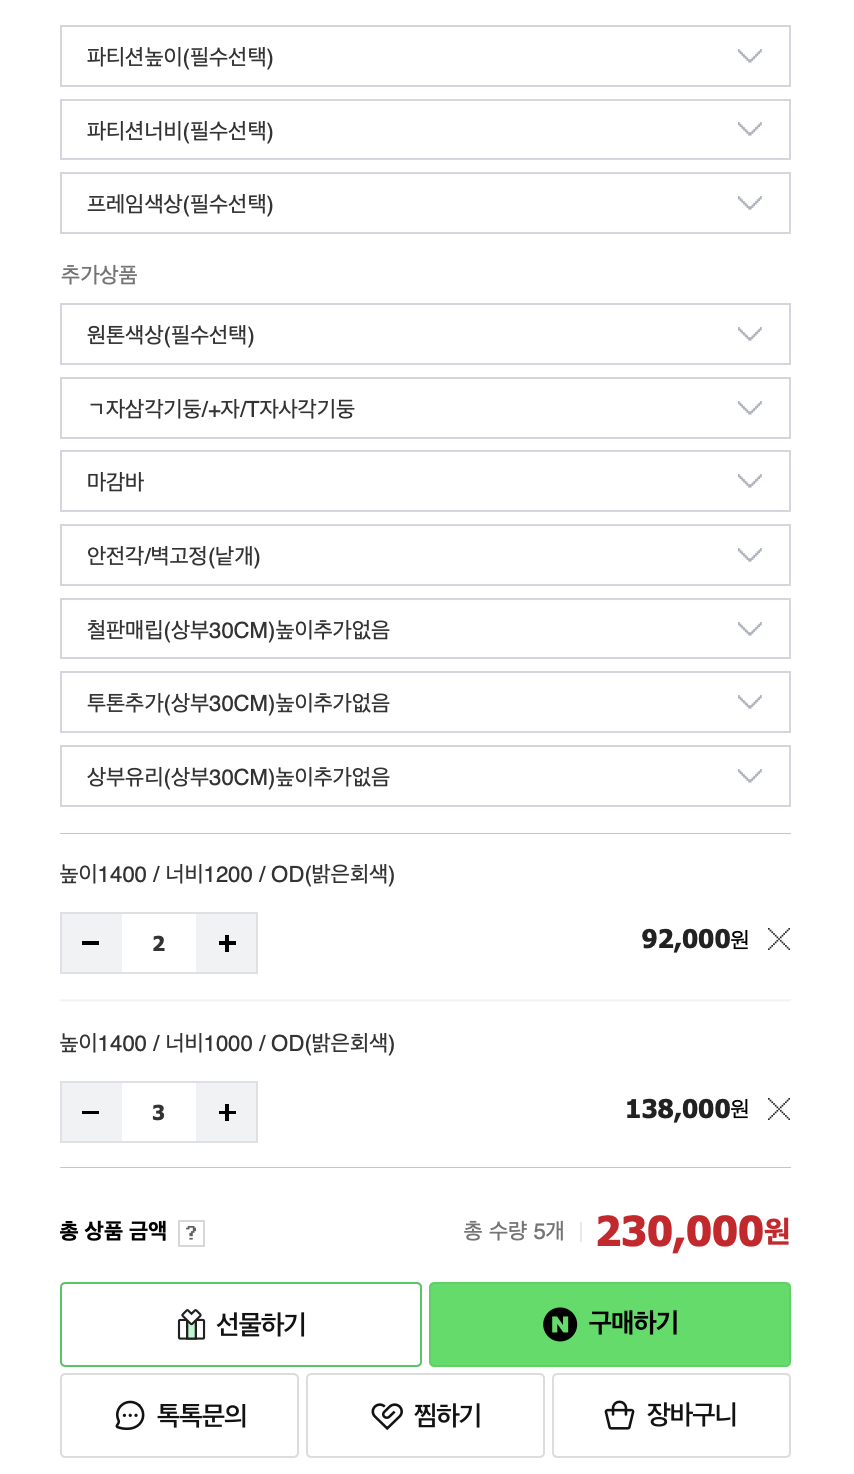 파티션높이(필수선택)
파티션너비(필수선택)
프레임색상(필수선택)
추가상품
원톤색상(필수선택)
ㄱ자삼각기둥/+자/T자사각기둥
마감바
안전각/벽고정(낱개)
철판매립(상부30CM)높이추가없음
투톤추가(상부30CM)높이추가없음
상부유리(상부30CM)높이추가없음
높이1400 / 너비1200 / OD(밝은회색)
− 2 + 92,000원
높이1400 / 너비1000 / OD(밝은회색)
− 3 + 138,000원
총 상품 금액 ? 총 수량 5개 230,000원
선물하기 N 구매하기
톡톡문의 찜하기 장바구니